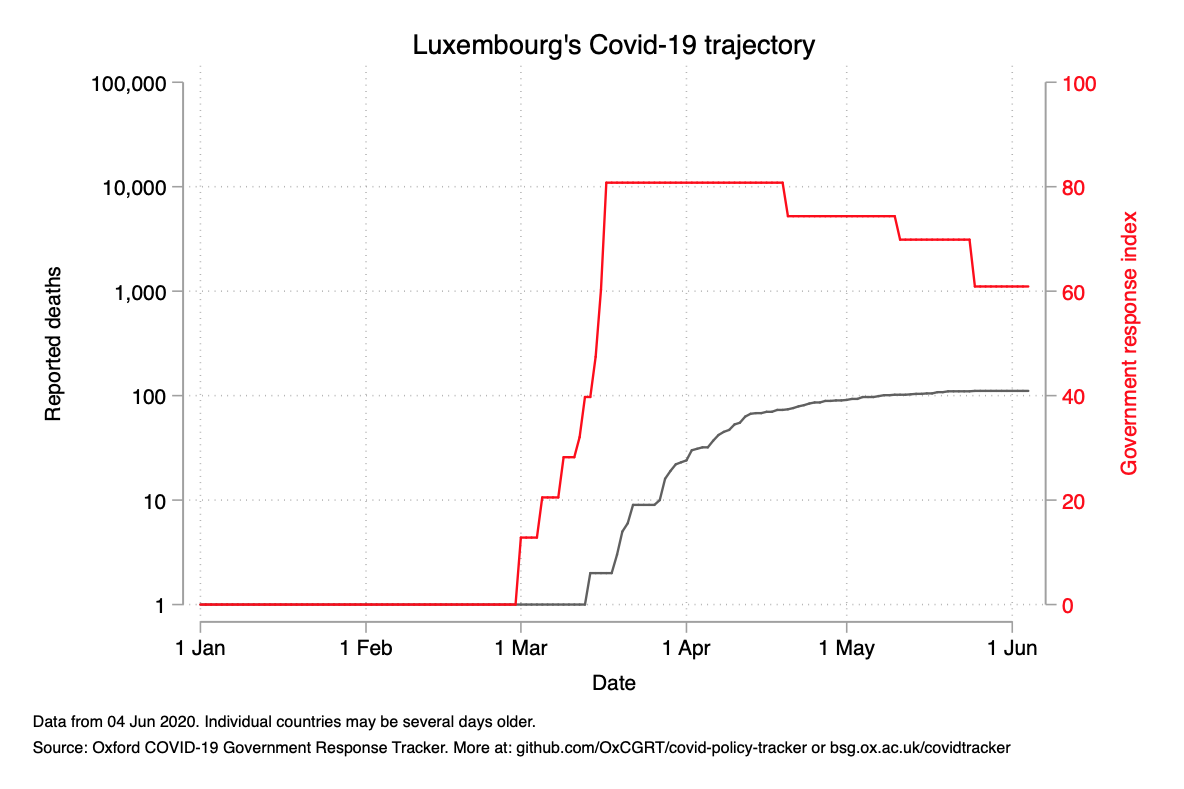 Luxembourg's Covid-19 trajectory
100,000
10,000
1,000
100
10
1
Reported deaths
100
80
60
40
20
0
Government response index
1 Jan 1 Feb 1 Mar 1 Apr 1 May 1 Jun
Date
Data from 04 Jun 2020. Individual countries may be several days older.
Source: Oxford COVID-19 Government Response Tracker. More at: github.com/OxCGRT/covid-policy-tracker or bsg.ox.ac.uk/covidtracker